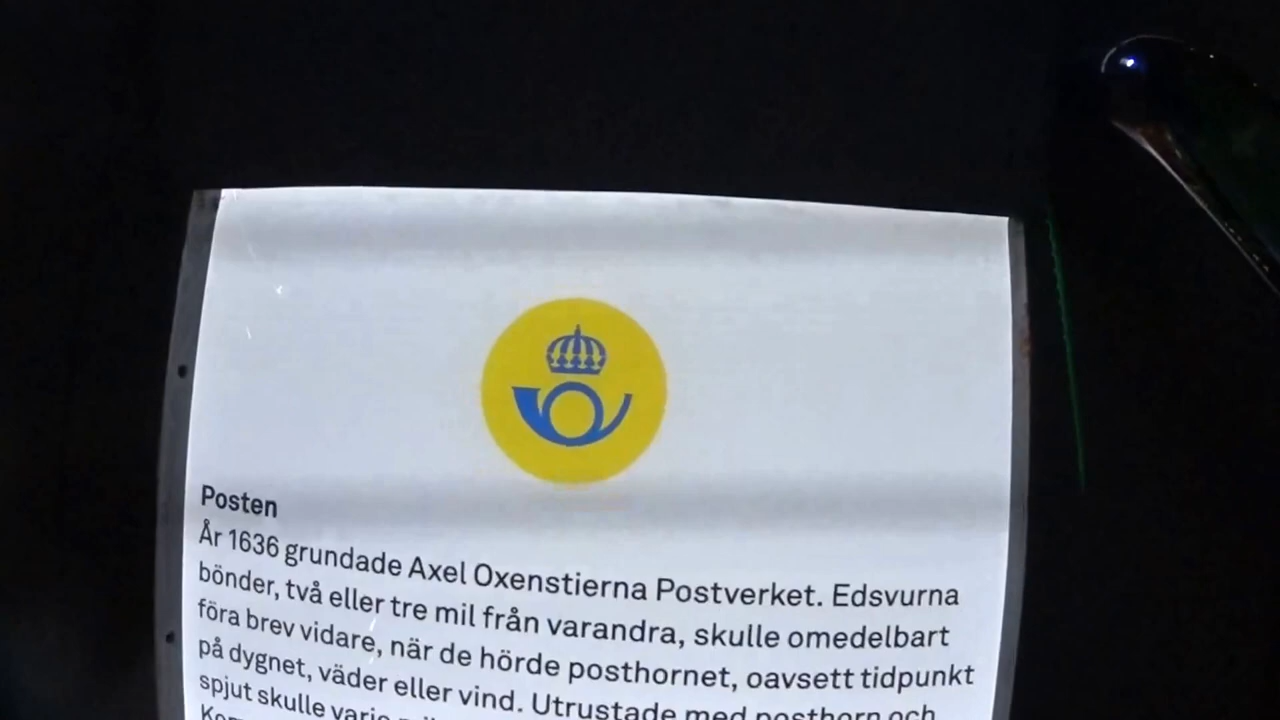 Posten
År 1636 grundade Axel Oxenstierna Postverket. Edsvurna
bönder, två eller tre mil från varandra, skulle omedelbart
föra brev vidare, när de hörde posthornet, oavsett tidpunkt
på dygnet, väder eller vind. Utrustade med posthorn och
spjut skulle varje